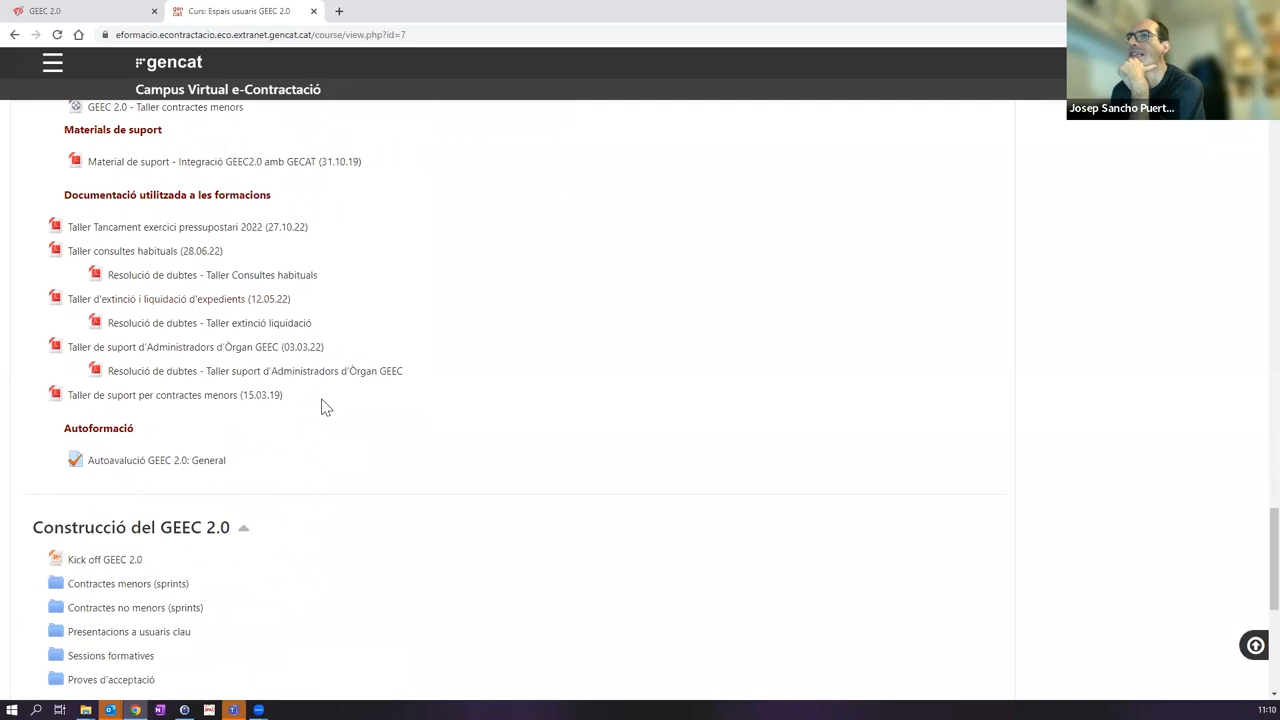 GEEC 2.0
Curs: Espais usuaris GEEC 2.0
eformacio.econtractacio.eco.extranet.gencat.cat/course/view.php?id=7
gencat
Campus Virtual e-Contractació
Josep Sancho Puert...
GEEC 2.0 - Taller contractes menors
Materials de suport
Material de suport - Integració GEEC2.0 amb GECAT (31.10.19)
Documentació utilitzada a les formacions
Taller Tancament exercici pressupostari 2022 (27.10.22)
Taller consultes habituals (28.06.22)
Resolució de dubtes - Taller Consultes habituals
Taller d'extinció i liquidació d'expedients (12.05.22)
Resolució de dubtes - Taller extinció liquidació
Taller de suport d'Administradors d'Òrgan GEEC (03.03.22)
Resolució de dubtes - Taller suport d'Administradors d'Òrgan GEEC
Taller de suport per contractes menors (15.03.19)
Autoformació
Autoavalució GEEC 2.0: General
Construcció del GEEC 2.0
Kick off GEEC 2.0
Contractes menors (sprints)
Contractes no menors (sprints)
Presentacions a usuaris clau
Sessions formatives
Proves d'acceptació
11:10